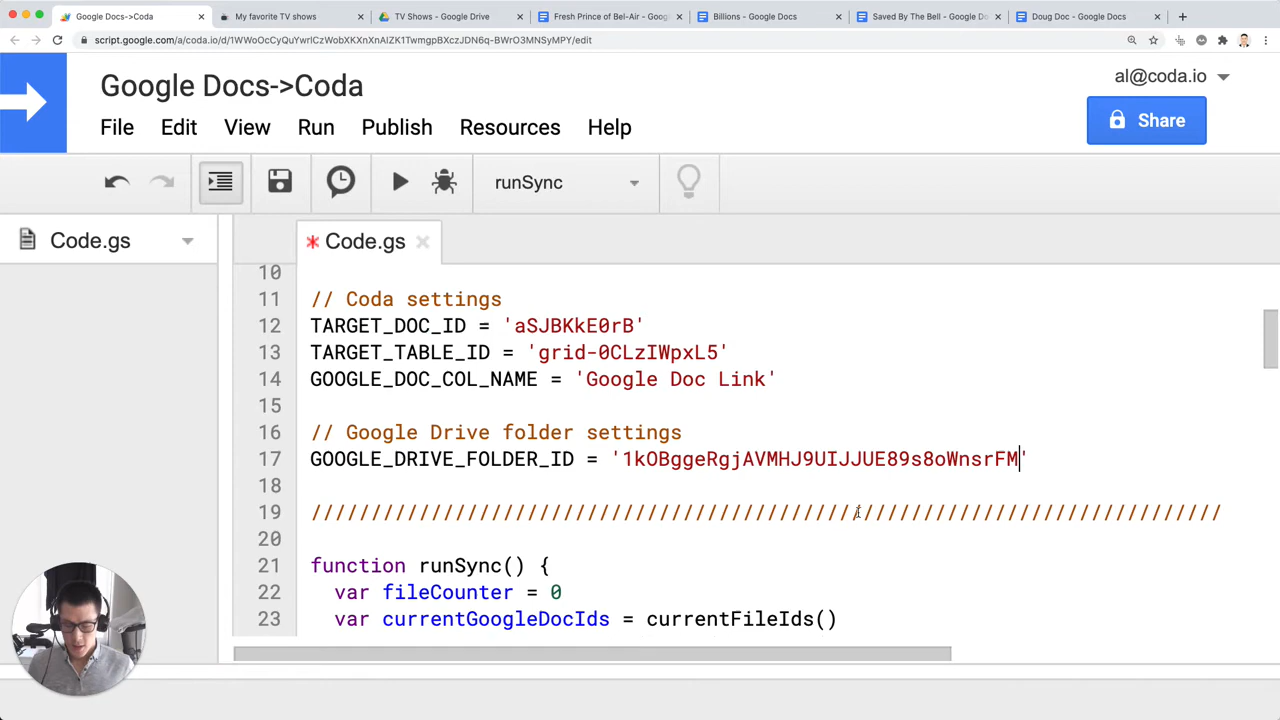 Google Docs->Coda
My favorite TV shows
TV Shows - Google Drive
Fresh Prince of Bel-Air - Goog
Billions - Google Docs
Saved By The Bell - Google Do
Doug Doc - Google Docs
script.google.com/a/coda.io/d/1WWoOcCyQuYwrlCzWobXKXnXnAIZK1TwmgpBXczJDN6q-BWrO3MNSyMPY/edit
Google Docs->Coda
al@coda.io
File Edit View Run Publish Resources Help
Share
runSync
Code.gs
Code.gs
10
11 // Coda settings
12 TARGET_DOC_ID = 'aSJBKkE0rB'
13 TARGET_TABLE_ID = 'grid-0CLzIWpxL5'
14 GOOGLE_DOC_COL_NAME = 'Google Doc Link'
15
16 // Google Drive folder settings
17 GOOGLE_DRIVE_FOLDER_ID = '1kOBggeRgjAVMHJ9UIJJUE89s8oWnsrFM'
18
19 ////////////////////////////////////////////////////////////////////////////
20
21 function runSync() {
22 var fileCounter = 0
23 var currentGoogleDocIds = currentFileIds()